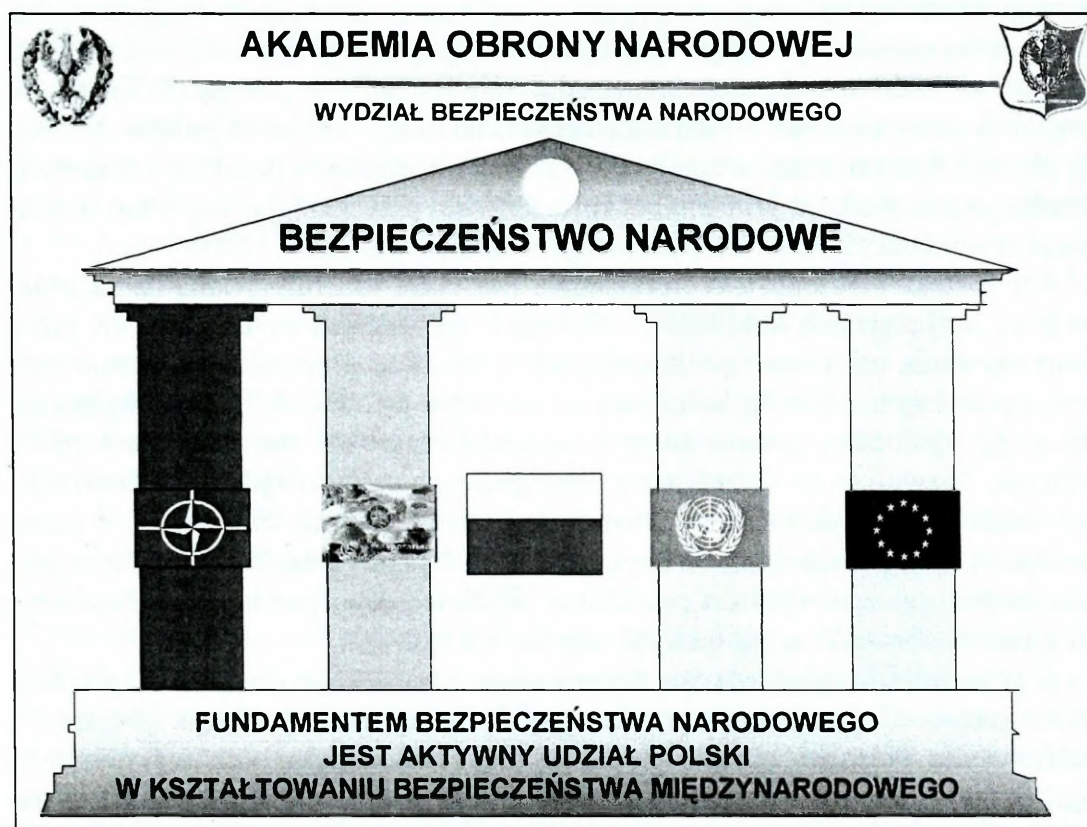 AKADEMIA OBRONY NARODOWEJ
WYDZIAŁ BEZPIECZEŃSTWA NARODOWEGO
BEZPIECZEŃSTWO NARODOWE
FUNDAMENTEM BEZPIECZEŃSTWA NARODOWEGO
JEST AKTYWNY UDZIAŁ POLSKI
W KSZTAŁTOWANIU BEZPIECZEŃSTWA MIĘDZYNARODOWEGO